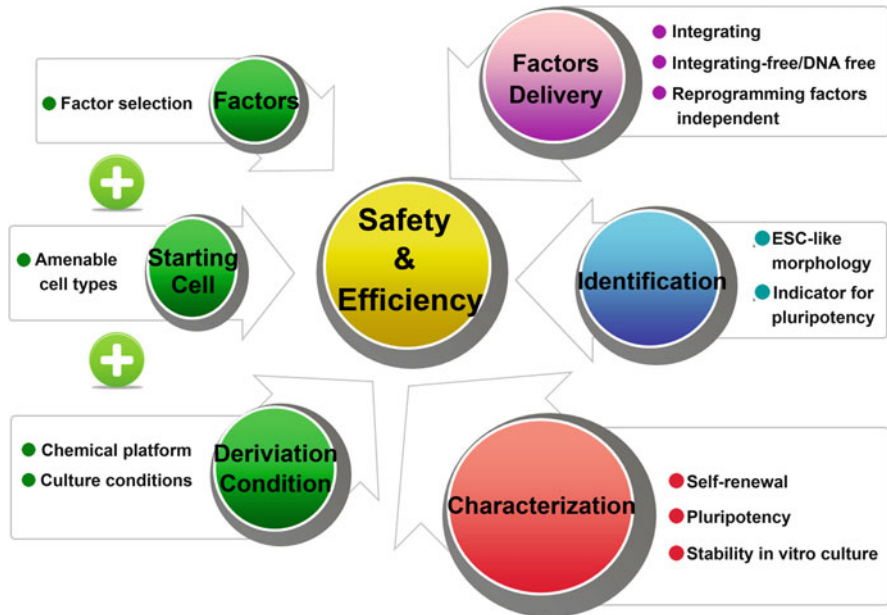 Factor selection
Factors
Amenable
cell types
Starting
Cell
Chemical platform
Culture conditions
Deriviation
Condition
Safety
&
Efficiency
Factors
Delivery
Integrating
Integrating-free/DNA free
Reprogramming factors
independent
Identification
ESC-like
morphology
Indicator for
pluripotency
Characterization
Self-renewal
Pluripotency
Stability in vitro culture